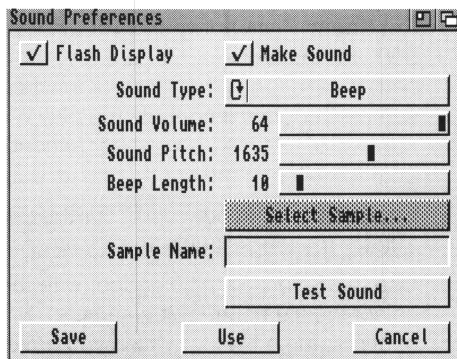 Sound Preferences
Flash Display Make Sound
Sound Type: Beep
Sound Volume: 64
Sound Pitch: 1635
Beep Length: 10
Select Sample...
Sample Name:
Test Sound
Save Use Cancel